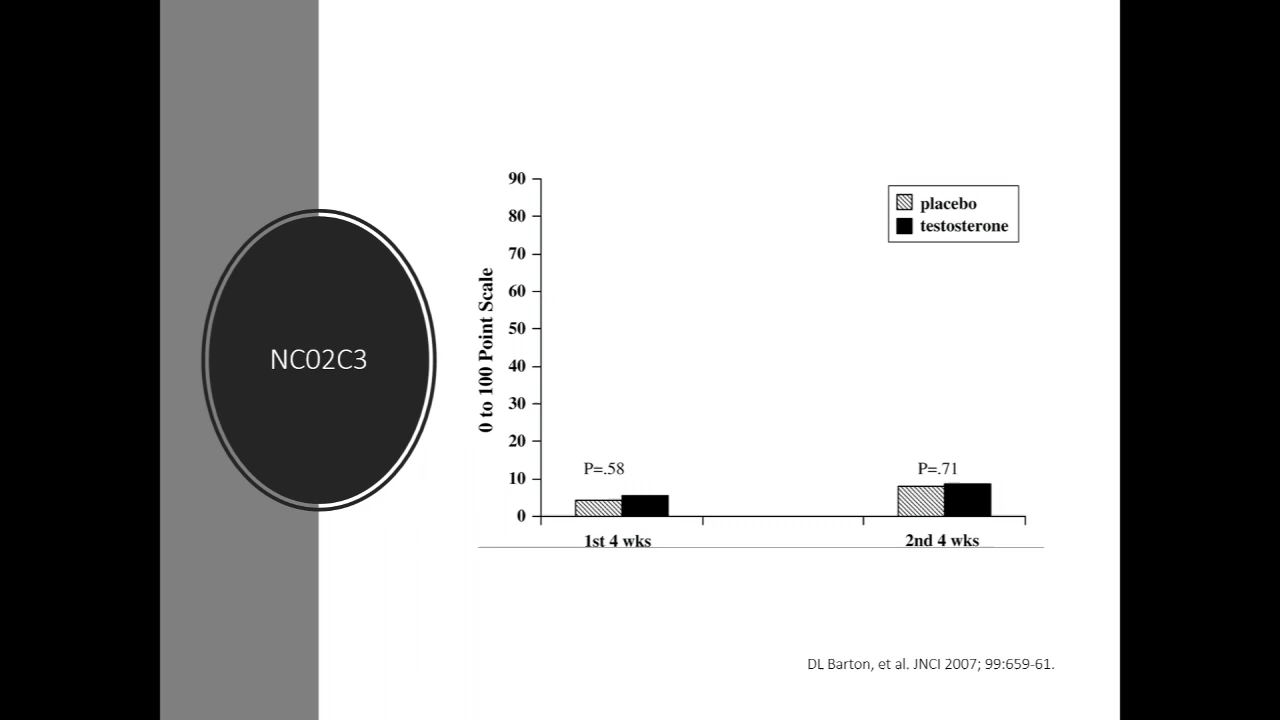 NC02C3
0 to 100 Point Scale
90
80
70
60
50
40
30
20
10
0
placebo
testosterone
P=.58
P=.71
1st 4 wks
2nd 4 wks
DL Barton, et al. JNCI 2007; 99:659-61.